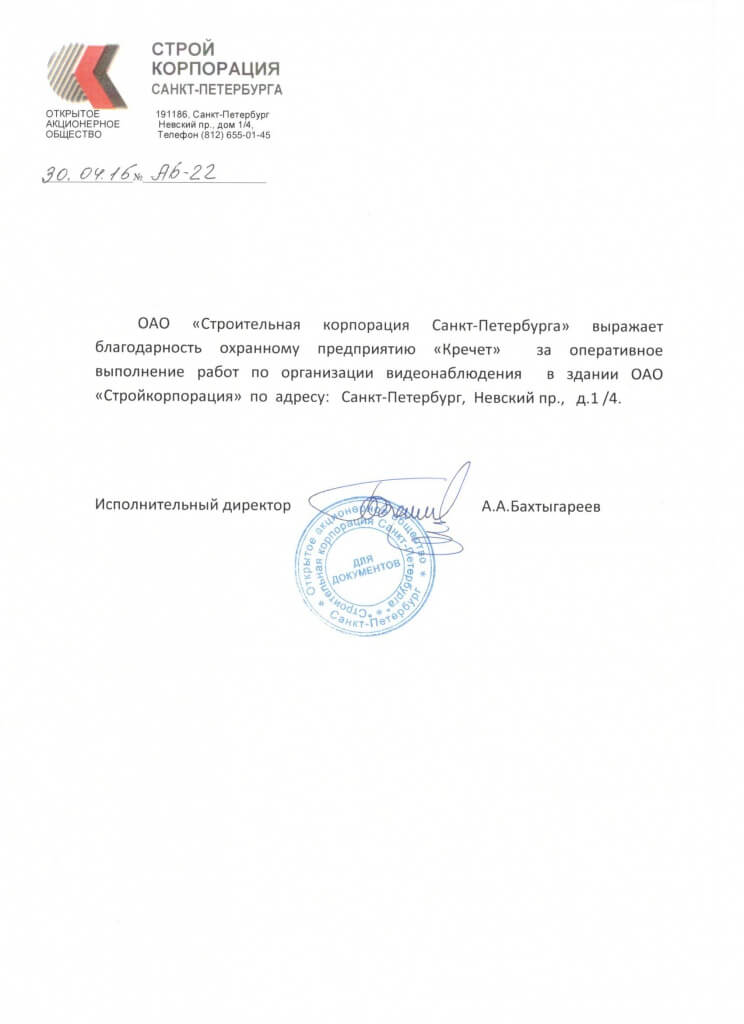 СТРОЙ
КОРПОРАЦИЯ
САНКТ-ПЕТЕРБУРГА
ОТКРЫТОЕ
АКЦИОНЕРНОЕ
ОБЩЕСТВО
191186, Санкт-Петербург
Невский пр., дом 1/4,
Телефон (812) 655-01-45
30.04.16 № АБ-22
ОАО «Строительная корпорация Санкт-Петербурга» выражает
благодарность охранному предприятию «Кречет» за оперативное
выполнение работ по организации видеонаблюдения в здании ОАО
«Стройкорпорация» по адресу: Санкт-Петербург, Невский пр., д.1 /4.
Исполнительный директор
А.А.Бахтыгареев
Открытое акционерное общество
* Санкт-Петербург *
"Строительная корпорация Санкт-Петербурга" *
ДЛЯ
ДОКУМЕНТОВ